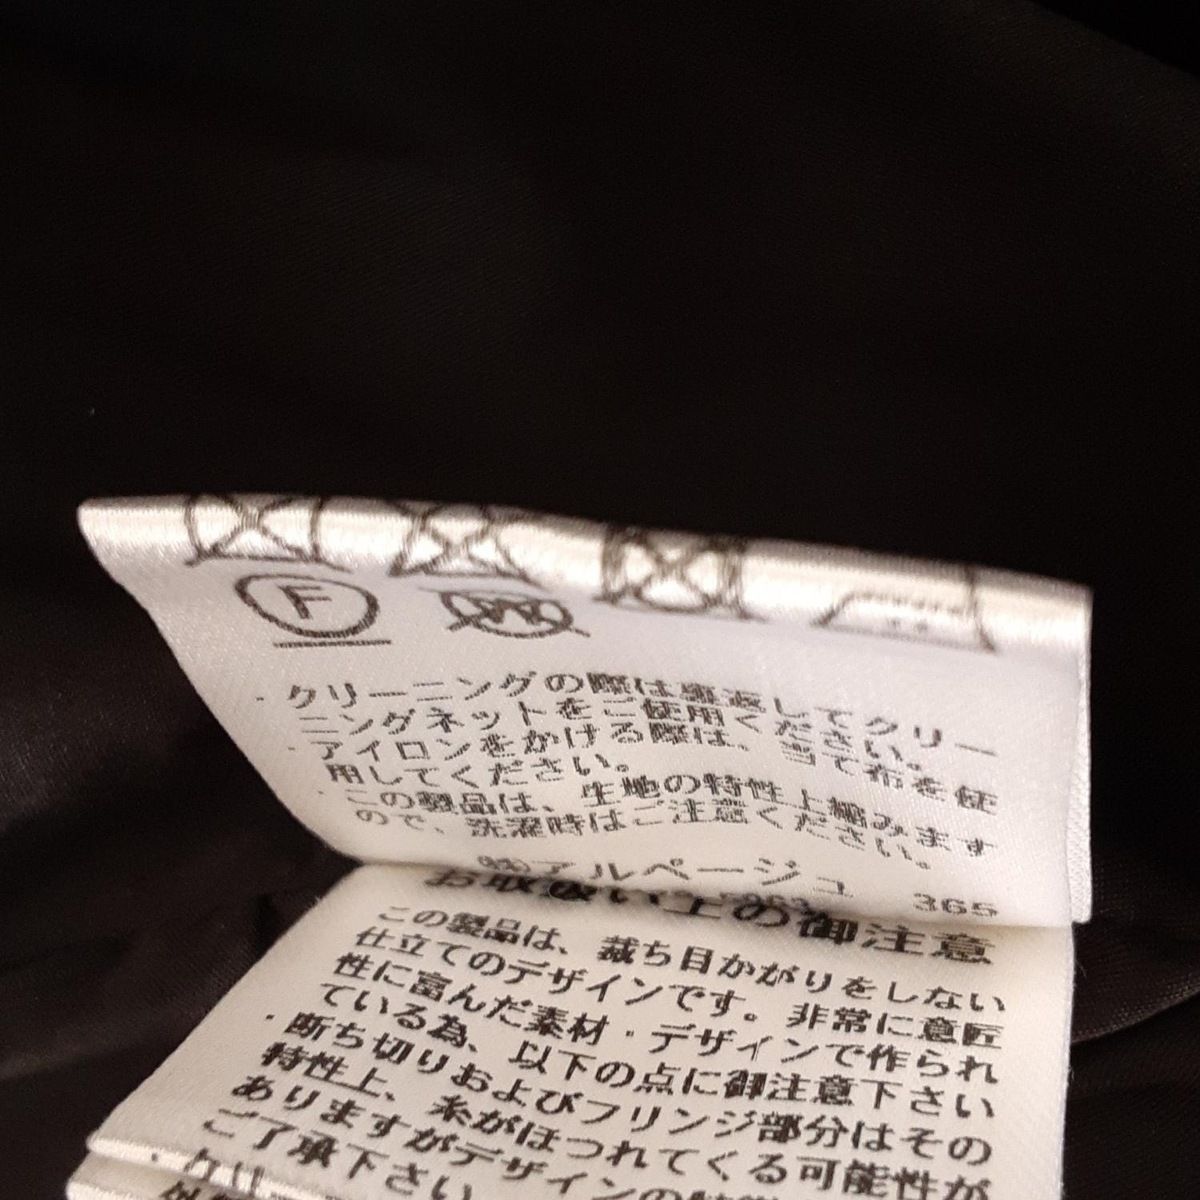 F
W
・クリーニングの際は裏返してクリー
ニングネットをご使用ください。
・アイロンをかける際は、当て布を使
用してください。
・この製品は、生地の特性上縮みます
ので、洗濯時はご注意ください。
㈱アルページュ 365
お取扱い上の御注意
この製品は、裁ち目かがりをしない
仕立てのデザインです。非常に意匠
性に富んだ素材・デザインで作られ
ている為、以下の点に御注意下さい
・断ち切りおよびフリンジ部分はその
特性上、糸がほつれてくる可能性が
ありますがデザインの特
ご了承下さい
・クリ